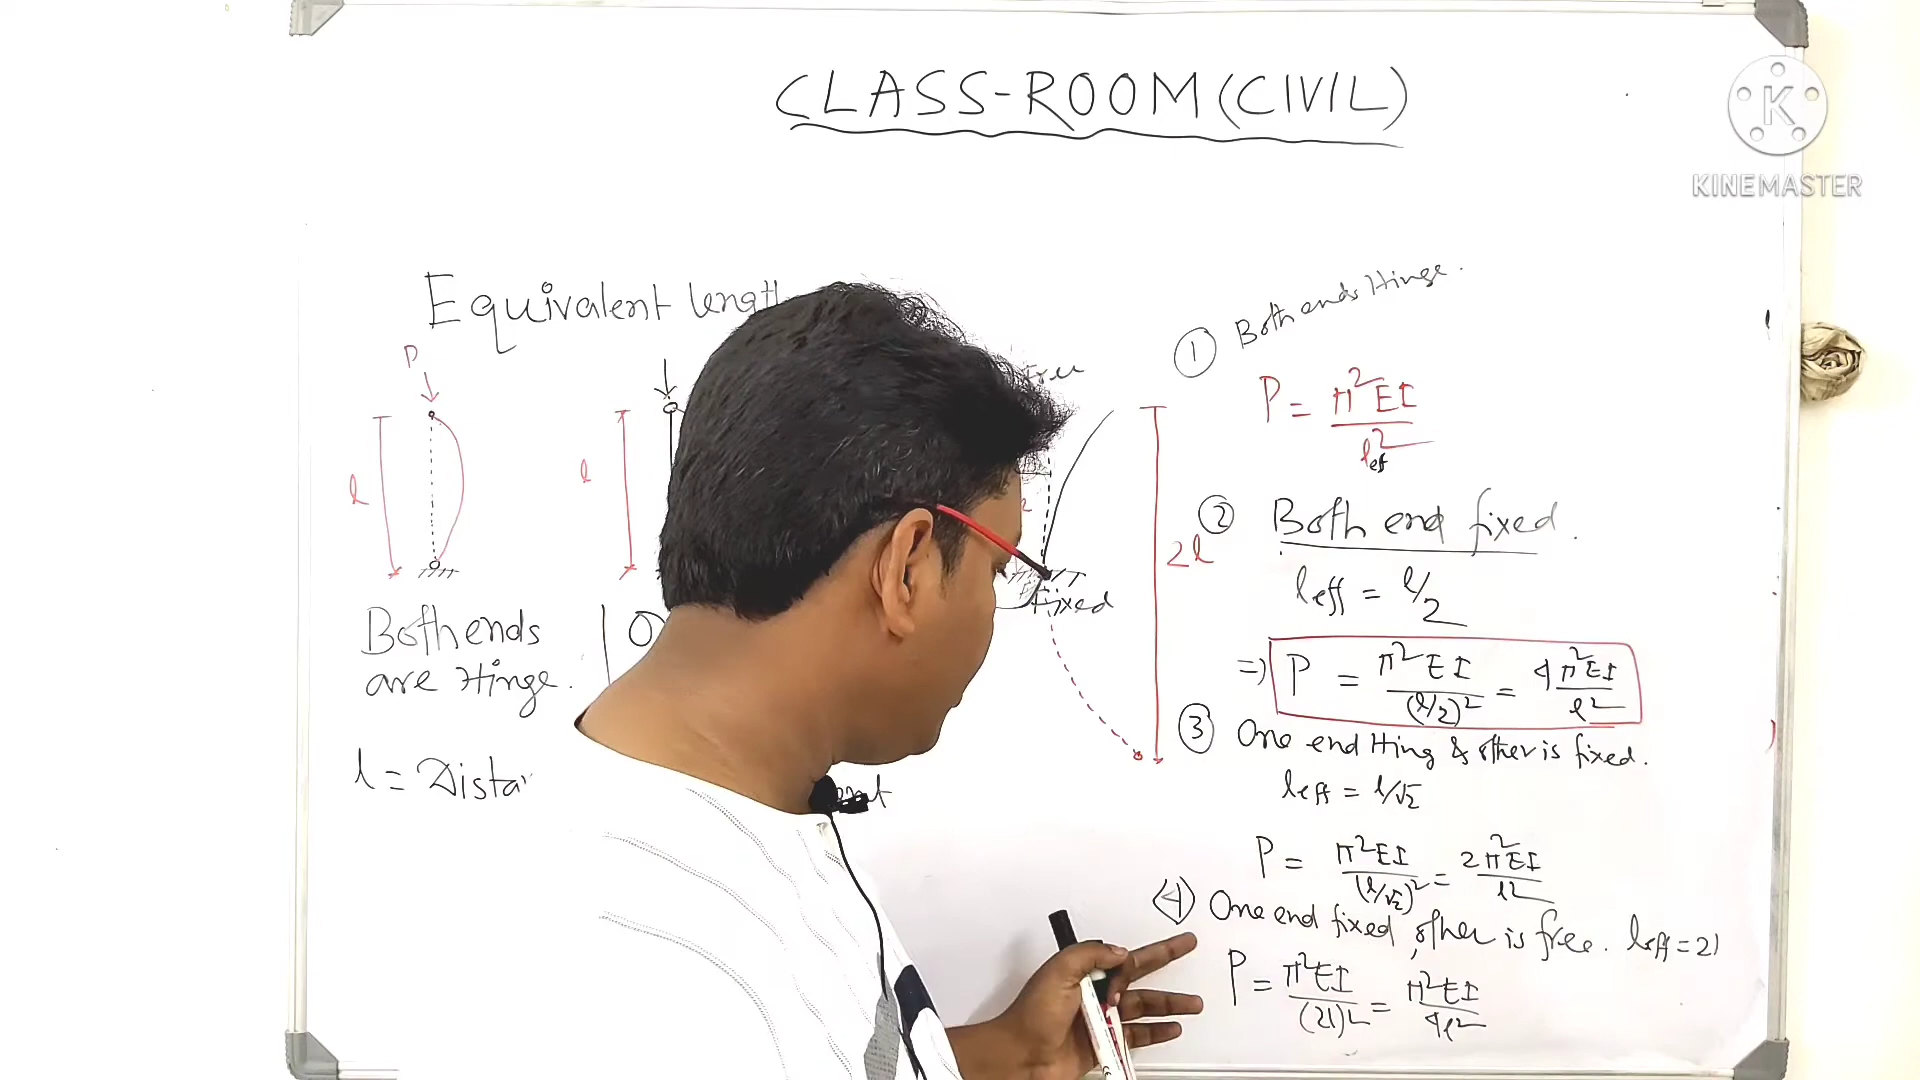 CLASS-ROOM(CIVIL)
KINEMASTER
Equivalent length
P
l
Both ends
are Hinge.
l
l = Dista
Fixed
2l
① Both ends Hinge.
P = π²EI / l²eff
② Both end fixed.
leff = l/2
=) P = π²EI / (l/2)² = 4π²EI / l²
③ One end Hing & other is fixed.
leff = l/√2
P = π²EI / (l/√2)² = 2π²EI / l²
④ One end fixed, other is free. leff = 2l
P = π²EI / (2l)² = π²EI / 4l²